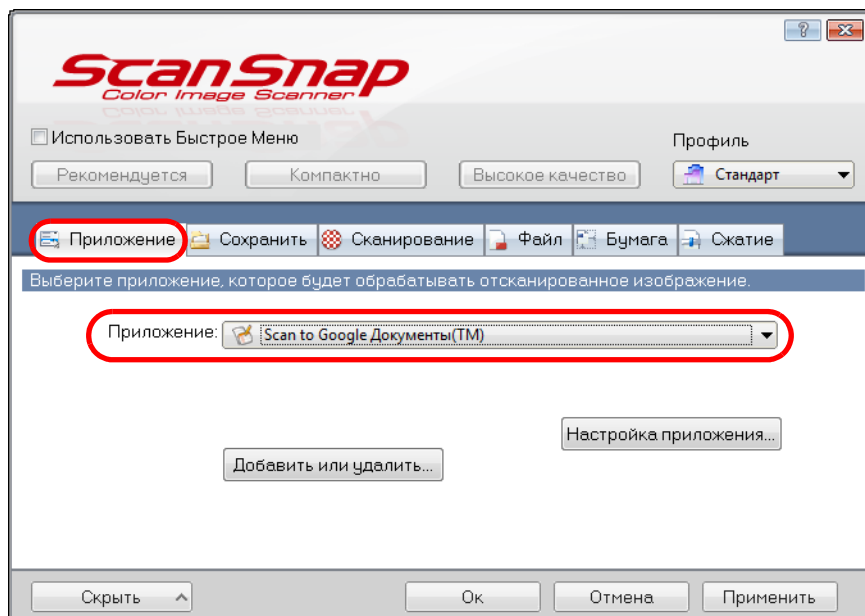 ScanSnap
Color Image Scanner
Использовать Быстрое Меню
Профиль
Рекомендуется Компактно Высокое качество Стандарт
Приложение Сохранить Сканирование Файл Бумага Сжатие
Выберите приложение, которое будет обрабатывать отсканированное изображение.
Приложение: Scan to Google Документы(TM)
Настройка приложения...
Добавить или удалить...
Скрыть Ок Отмена Применить